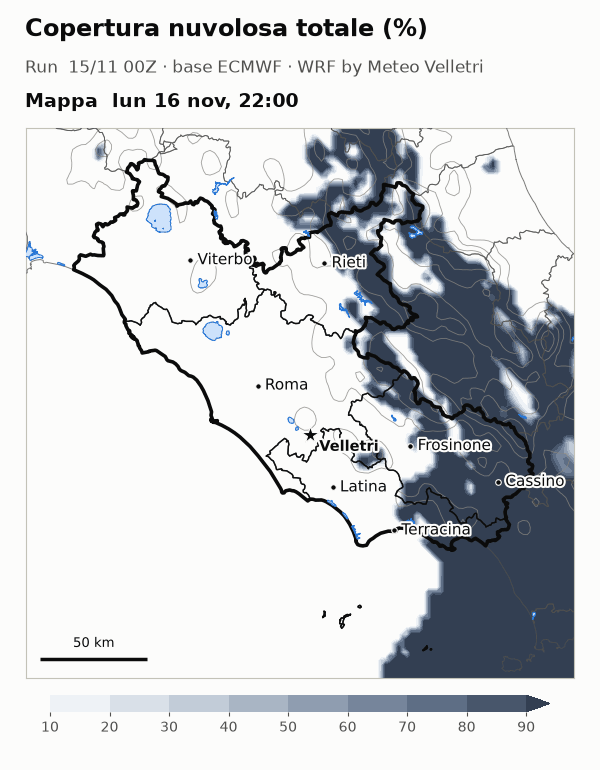 Copertura nuvolosa totale (%)
Run 15/11 00Z · base ECMWF · WRF by Meteo Velletri
Mappa lun 16 nov, 22:00
Viterbo
Rieti
Roma
Velletri
Frosinone
Latina
Cassino
Terracina
50 km
10 20 30 40 50 60 70 80 90